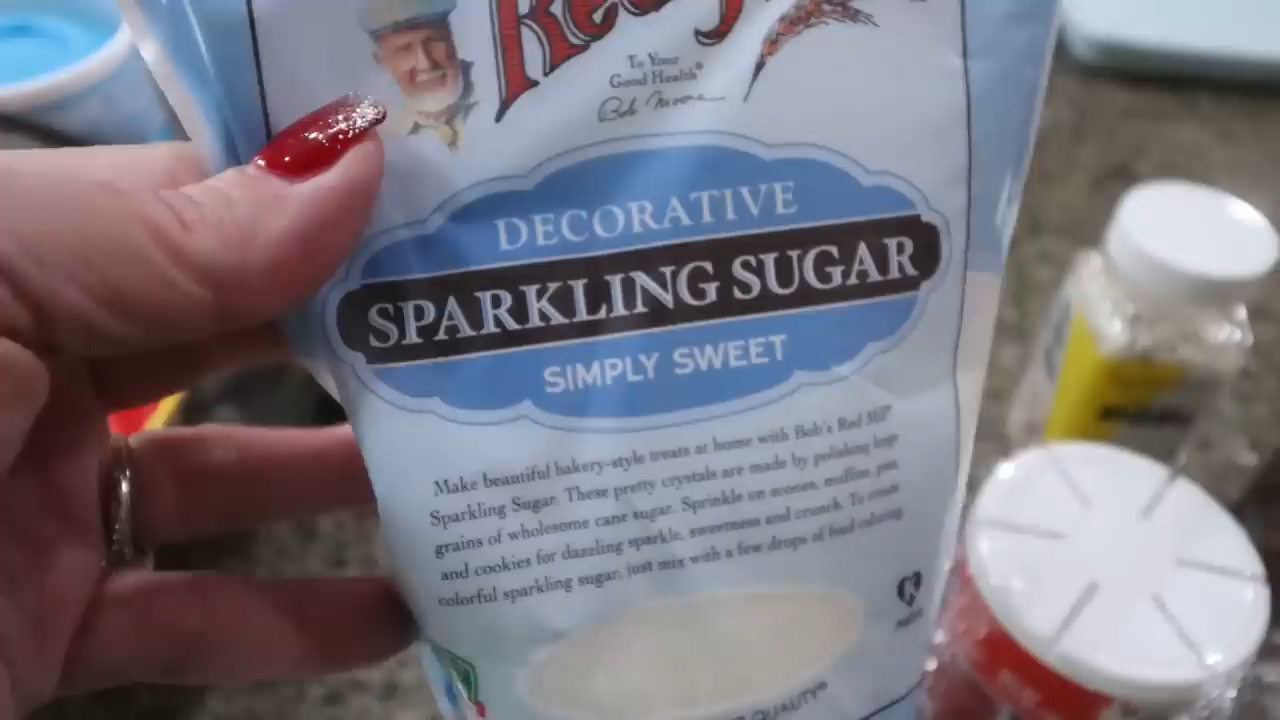 To Your
Good Health®
Bob Moore
DECORATIVE
SPARKLING SUGAR
SIMPLY SWEET
Make beautiful bakery-style treats at home with Bob's Red Mill®
Sparkling Sugar. These pretty crystals are made by polishing large
grains of wholesome cane sugar. Sprinkle on scones, muffins, pies,
and cookies for dazzling sparkle, sweetness and crunch. To create
colorful sparkling sugar, just mix with a few drops of food coloring
QUALITY®